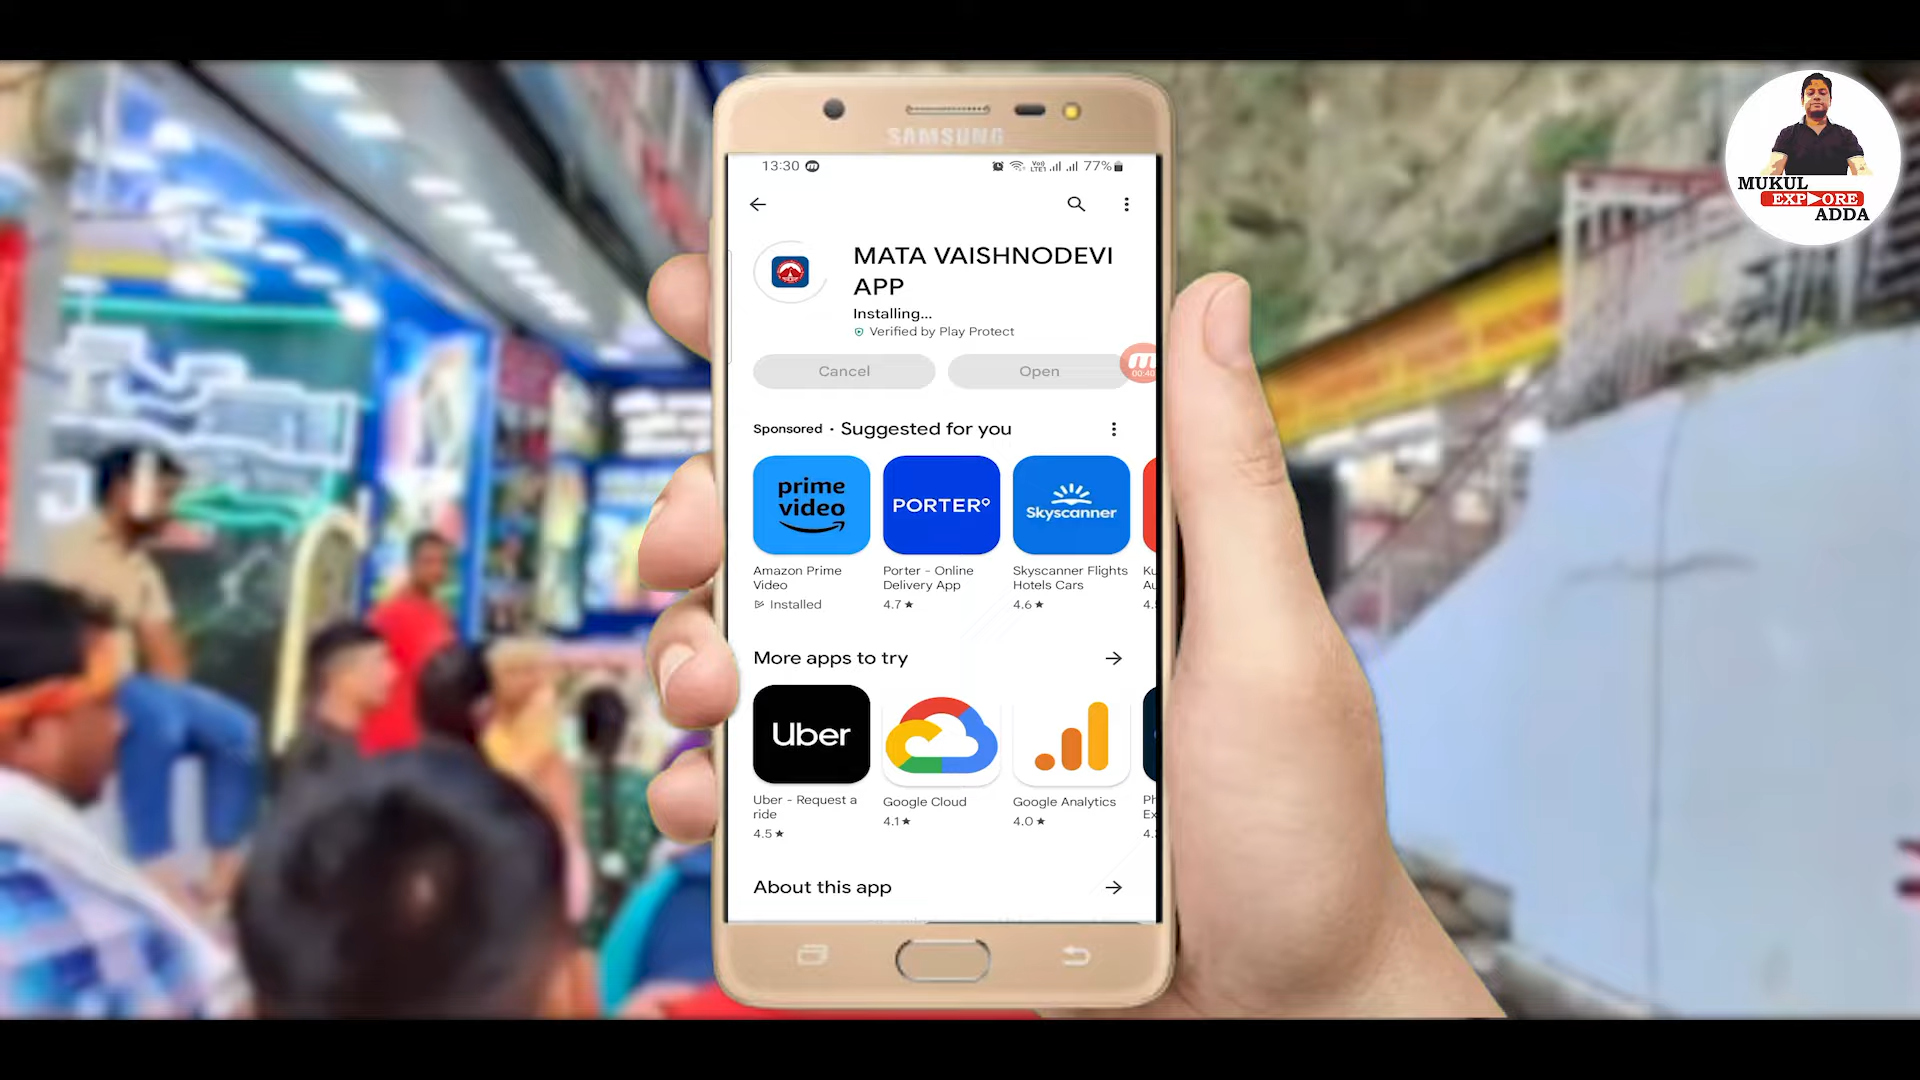 MUKUL
EXPLORE
ADDA
SAMSUNG
13:30
77%
MATA VAISHNODEVI
APP
Installing...
Verified by Play Protect
Cancel
Open
00:40
Sponsored · Suggested for you
prime
video
PORTER
Skyscanner
Amazon Prime
Video
Installed
Porter - Online
Delivery App
4.7 ★
Skyscanner Flights
Hotels Cars
4.6 ★
More apps to try
Uber
Uber - Request a
ride
4.5 ★
Google Cloud
4.1 ★
Google Analytics
4.0 ★
About this app